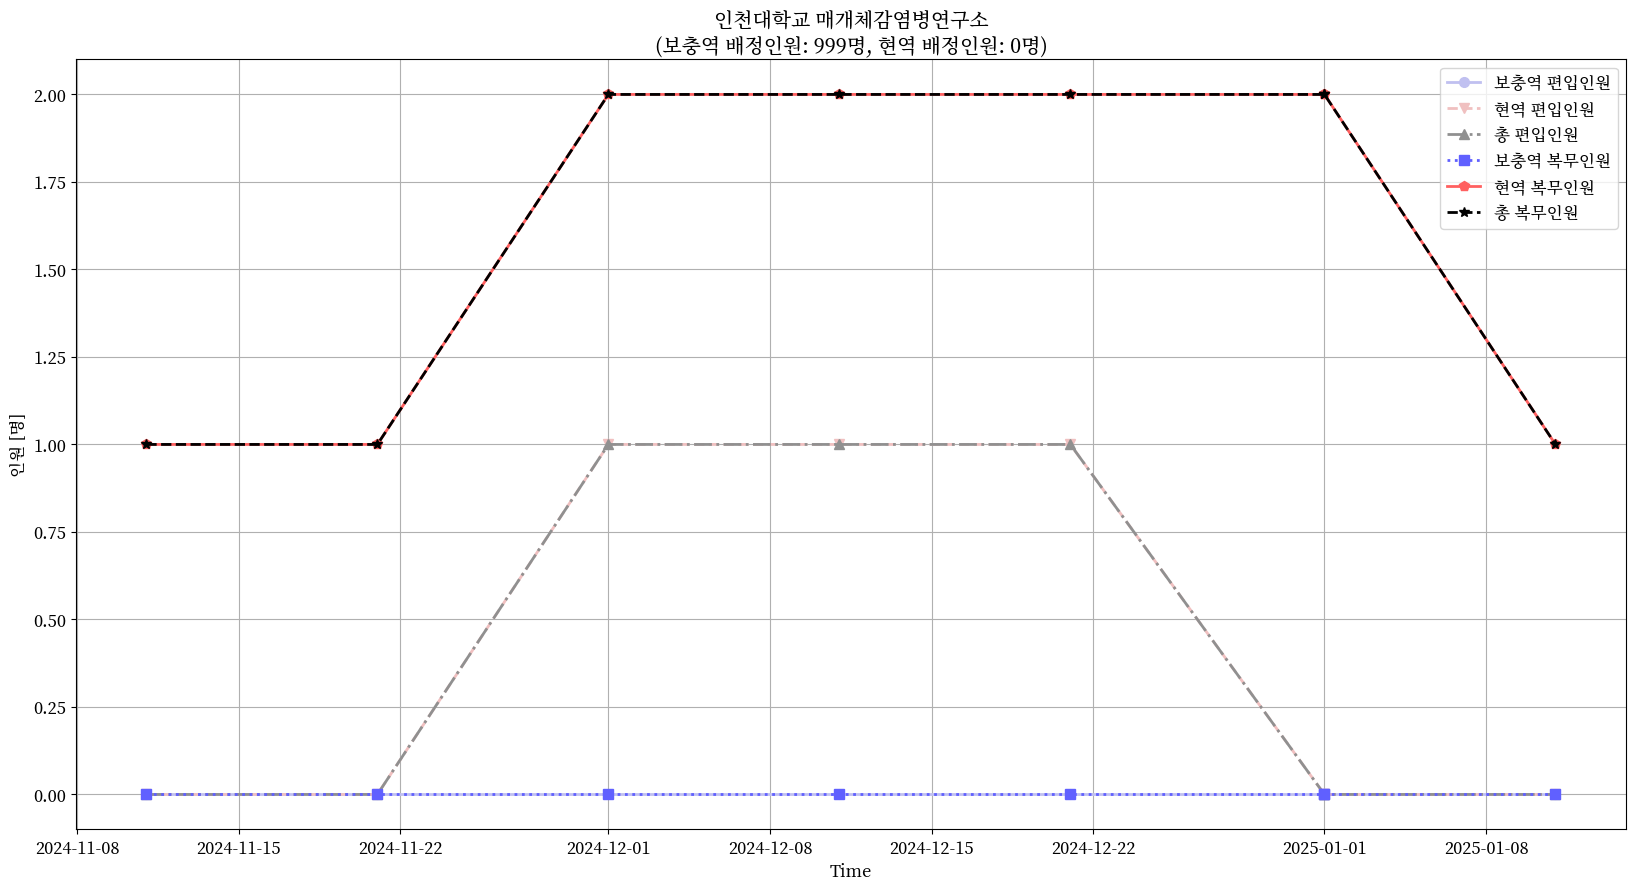 인천대학교 매개체감염병연구소
(보충역 배정인원: 999명, 현역 배정인원: 0명)
보충역 편입인원
현역 편입인원
총 편입인원
보충역 복무인원
현역 복무인원
총 복무인원
인원 [명]
2.00
1.75
1.50
1.25
1.00
0.75
0.50
0.25
0.00
2024-11-08
2024-11-15
2024-11-22
2024-12-01
2024-12-08
2024-12-15
2024-12-22
2025-01-01
2025-01-08
Time